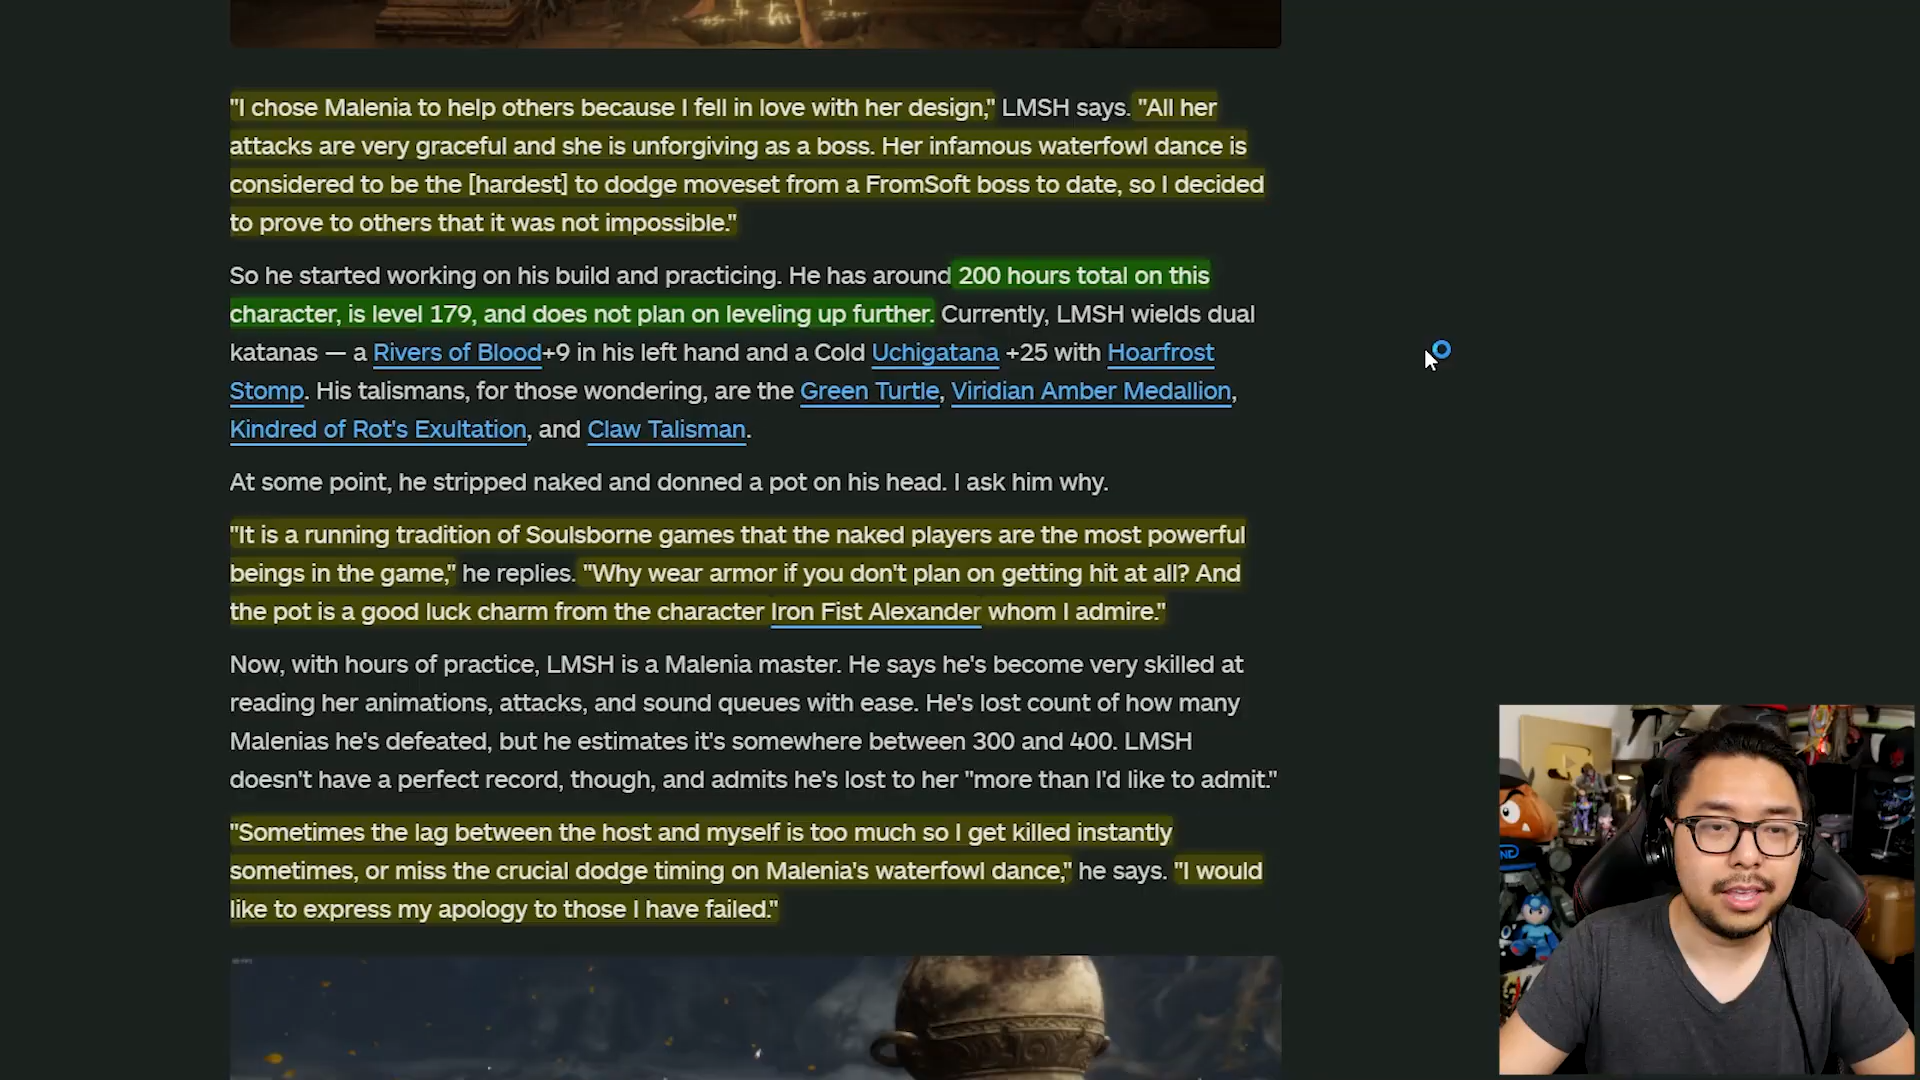 "I chose Malenia to help others because I fell in love with her design," LMSH says. "All her
attacks are very graceful and she is unforgiving as a boss. Her infamous waterfowl dance is
considered to be the [hardest] to dodge moveset from a FromSoft boss to date, so I decided
to prove to others that it was not impossible."
So he started working on his build and practicing. He has around 200 hours total on this
character, is level 179, and does not plan on leveling up further. Currently, LMSH wields dual
katanas — a Rivers of Blood+9 in his left hand and a Cold Uchigatana +25 with Hoarfrost
Stomp. His talismans, for those wondering, are the Green Turtle, Viridian Amber Medallion,
Kindred of Rot's Exultation, and Claw Talisman.
At some point, he stripped naked and donned a pot on his head. I ask him why.
"It is a running tradition of Soulsborne games that the naked players are the most powerful
beings in the game," he replies. "Why wear armor if you don't plan on getting hit at all? And
the pot is a good luck charm from the character Iron Fist Alexander whom I admire."
Now, with hours of practice, LMSH is a Malenia master. He says he's become very skilled at
reading her animations, attacks, and sound queues with ease. He's lost count of how many
Malenias he's defeated, but he estimates it's somewhere between 300 and 400. LMSH
doesn't have a perfect record, though, and admits he's lost to her "more than I'd like to admit."
"Sometimes the lag between the host and myself is too much so I get killed instantly
sometimes, or miss the crucial dodge timing on Malenia's waterfowl dance," he says. "I would
like to express my apology to those I have failed."